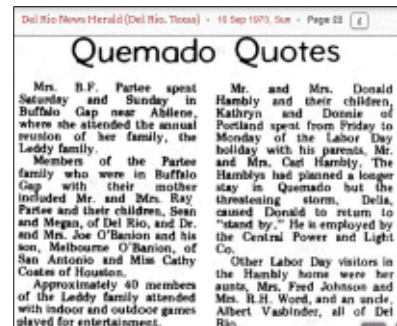 Del Rio News Herald (Del Rio, Texas) - 16 Sep 1973, Sun - Page 22
Quemado Quotes
Mrs. B.F. Partee spent
Saturday and Sunday in
Buffalo Gap near Abilene,
where she attended the annual
reunion of her family, the
Leddy family.
Members of the Partee
family who were in Buffalo
Gap with their mother
included Mr. and Mrs. Ray
Partee and their children, Sean
and Megan, of Del Rio, and Dr.
and Mrs. Joe O'Banion and his
son, Melbourne O'Banion, of
San Antonio and Miss Cathy
Coates of Houston.
Approximately 40 members
of the Leddy family attended
with indoor and outdoor games
played for entertainment.
Mr. and Mrs. Donald
Hambly and their children,
Kathryn and Donnie of
Portland spent from Friday to
Monday of the Labor Day
holiday with his parents, Mr.
and Mrs. Carl Hambly. The
Hamblys had planned a longer
stay in Quemado but the
threatening storm, Delia,
caused Donald to return to
"stand by." He is employed by
the Central Power and Light
Co.
Other Labor Day visitors in
the Hambly home were her
aunts, Mrs. Fred Johnson and
Mrs. R.H. Word, and an uncle,
Albert Vasbinder, all of Del
Rio.